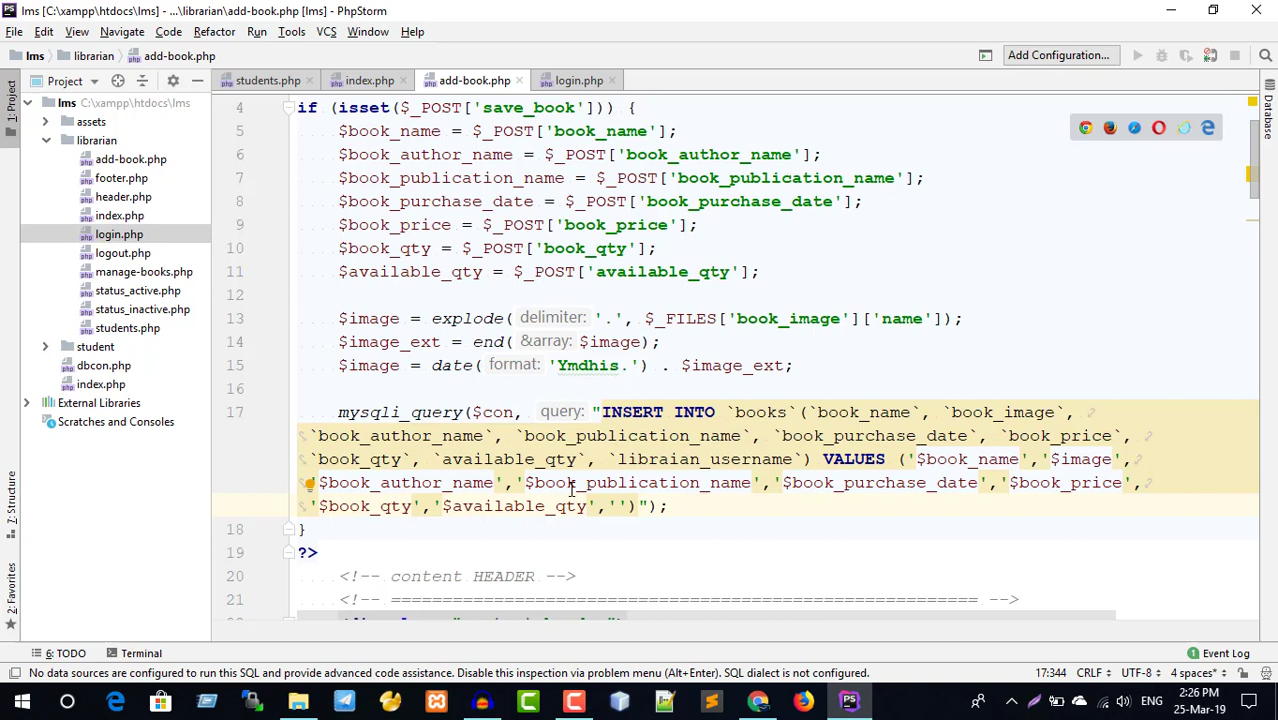 lms [C:\xampp\htdocs\lms] - ...\librarian\add-book.php [lms] - PhpStorm
File Edit View Navigate Code Refactor Run Tools VCS Window Help
lms librarian add-book.php Add Configuration...
Project students.php index.php add-book.php login.php
1: Project
Database
7: Structure
2: Favorites
lms C:\xampp\htdocs\lms
assets
librarian
add-book.php
footer.php
header.php
index.php
login.php
logout.php
manage-books.php
status_active.php
status_inactive.php
students.php
student
dbcon.php
index.php
External Libraries
Scratches and Consoles
4 if (isset($_POST['save_book'])) {
5 $book_name = $_POST['book_name'];
6 $book_author_name = $_POST['book_author_name'];
7 $book_publication_name = $_POST['book_publication_name'];
8 $book_purchase_date = $_POST['book_purchase_date'];
9 $book_price = $_POST['book_price'];
10 $book_qty = $_POST['book_qty'];
11 $available_qty = $_POST['available_qty'];
12
13 $image = explode( delimiter: '.', $_FILES['book_image']['name']);
14 $image_ext = end( &array: $image);
15 $image = date( format: 'Ymdhis.') . $image_ext;
16
17 mysqli_query($con, query: "INSERT INTO `books`(`book_name`, `book_image`,
`book_author_name`, `book_publication_name`, `book_purchase_date`, `book_price`,
`book_qty`, `available_qty`, `libraian_username`) VALUES ('$book_name','$image',
'$book_author_name','$book_publication_name','$book_purchase_date','$book_price',
'$book_qty','$available_qty','')");
18 }
19 ?>
20 <!-- content HEADER -->
21 <!-- ========================================================= -->
6: TODO Terminal Event Log
No data sources are configured to run this SQL and provide advanced code assistance. Disable this inspection via problem menu (Alt+Enter). SQL dialect is not configured. 17:344 CRLF UTF-8 4 spaces
ENG
2:26 PM
25-Mar-19